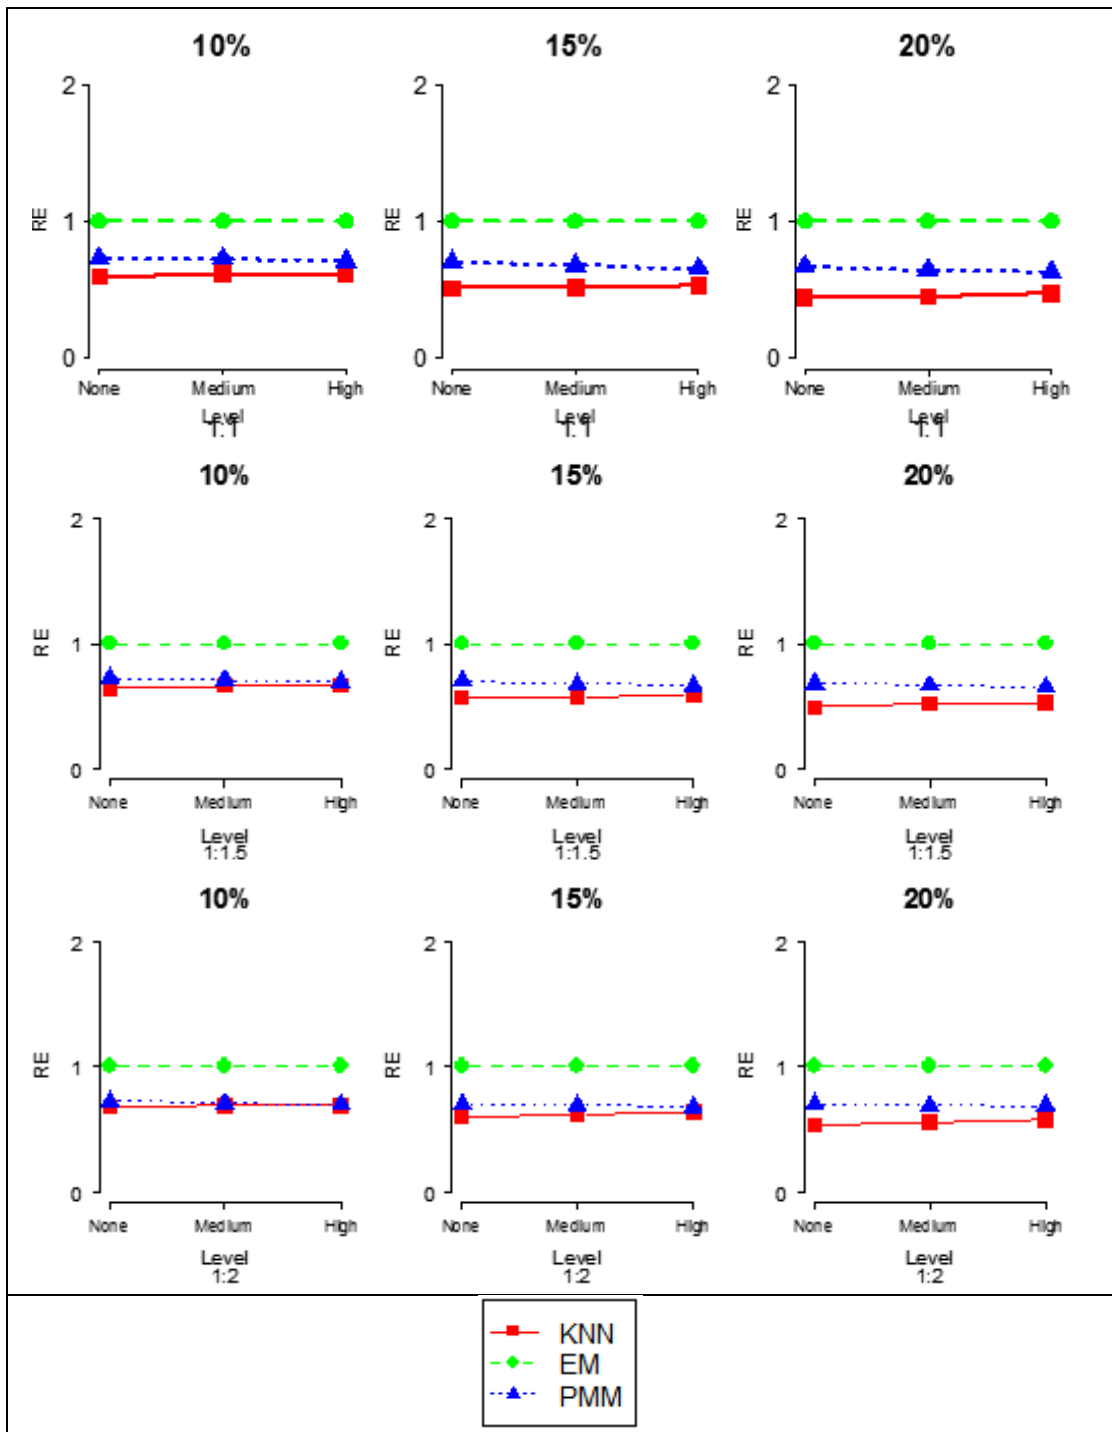 10% 15% 20%
2 2 2
RE 1 RE 1 RE 1
0 0 0
None Medium High None Medium High None Medium High
Level Level Level
1:1 1:1 1:1
10% 15% 20%
2 2 2
RE 1 RE 1 RE 1
0 0 0
None Medium High None Medium High None Medium High
Level Level Level
1:1.5 1:1.5 1:1.5
10% 15% 20%
2 2 2
RE 1 RE 1 RE 1
0 0 0
None Medium High None Medium High None Medium High
Level Level Level
1:2 1:2 1:2
KNN
EM
PMM